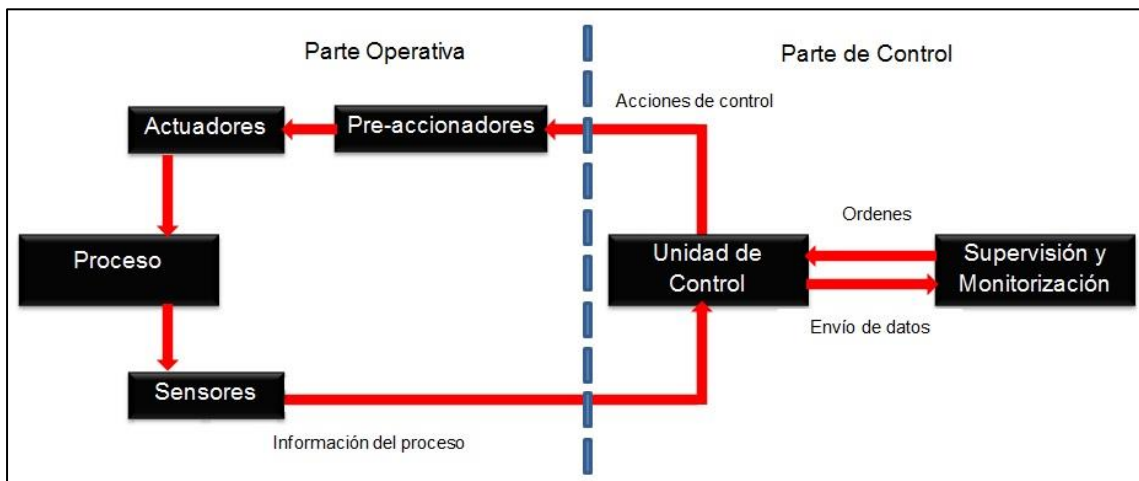 Parte Operativa
Parte de Control
Acciones de control
Actuadores
Pre-accionadores
Ordenes
Proceso
Unidad de
Control
Supervisión y
Monitorización
Envío de datos
Sensores
Información del proceso